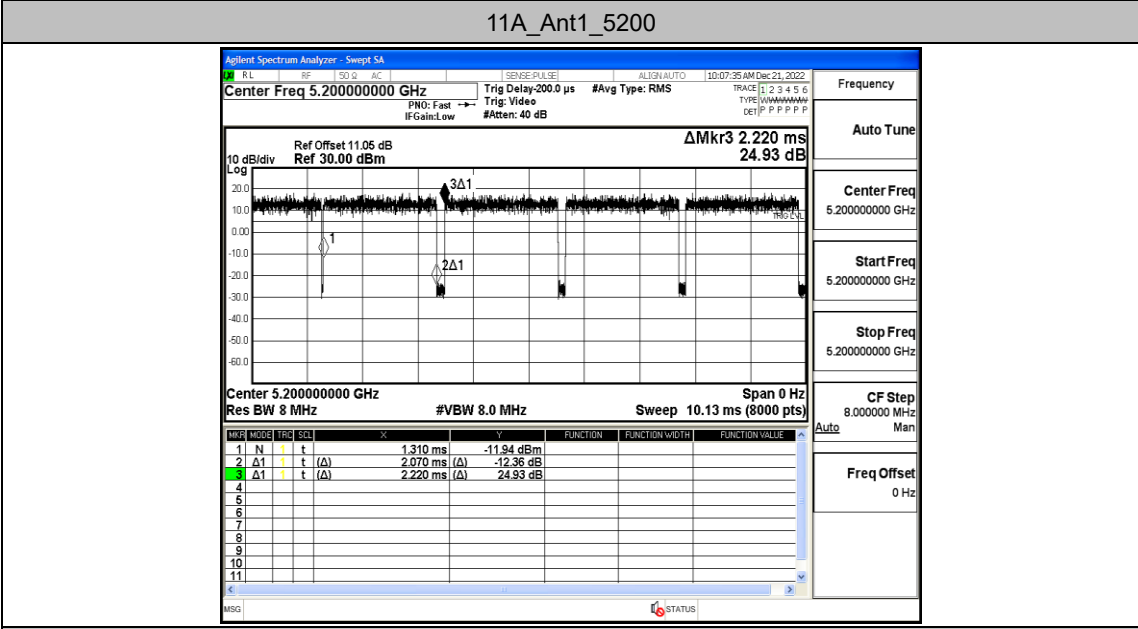 11A_Ant1_5200
Agilent Spectrum Analyzer - Swept SA
RL RF 50 Ω AC SENSE:PULSE ALIGNAUTO 10:07:35 AM Dec 21, 2022
Center Freq 5.200000000 GHz Trig Delay-200.0 µs #Avg Type: RMS TRACE 1 2 3 4 5 6
PNO: Fast Trig: Video TYPE
IFGain:Low #Atten: 40 dB DET P P P P P P
ΔMkr3 2.220 ms
24.93 dB
Ref Offset 11.05 dB
10 dB/div Ref 30.00 dBm
Log
20.0
10.0
0.00
-10.0
-20.0
-30.0
-40.0
-50.0
-60.0
3Δ1
TRIG LVL
1
2Δ1
Center 5.200000000 GHz Span 0 Hz
Res BW 8 MHz #VBW 8.0 MHz Sweep 10.13 ms (8000 pts)
MKR MODE TRC SCL X Y FUNCTION FUNCTION WIDTH FUNCTION VALUE
1 N 1 t 1.310 ms -11.94 dBm
2 Δ1 1 t (Δ) 2.070 ms (Δ) -12.36 dB
3 Δ1 1 t (Δ) 2.220 ms (Δ) 24.93 dB
4
5
6
7
8
9
10
11
MSG STATUS
Frequency
Auto Tune
Center Freq
5.200000000 GHz
Start Freq
5.200000000 GHz
Stop Freq
5.200000000 GHz
CF Step
8.000000 MHz
Auto Man
Freq Offset
0 Hz